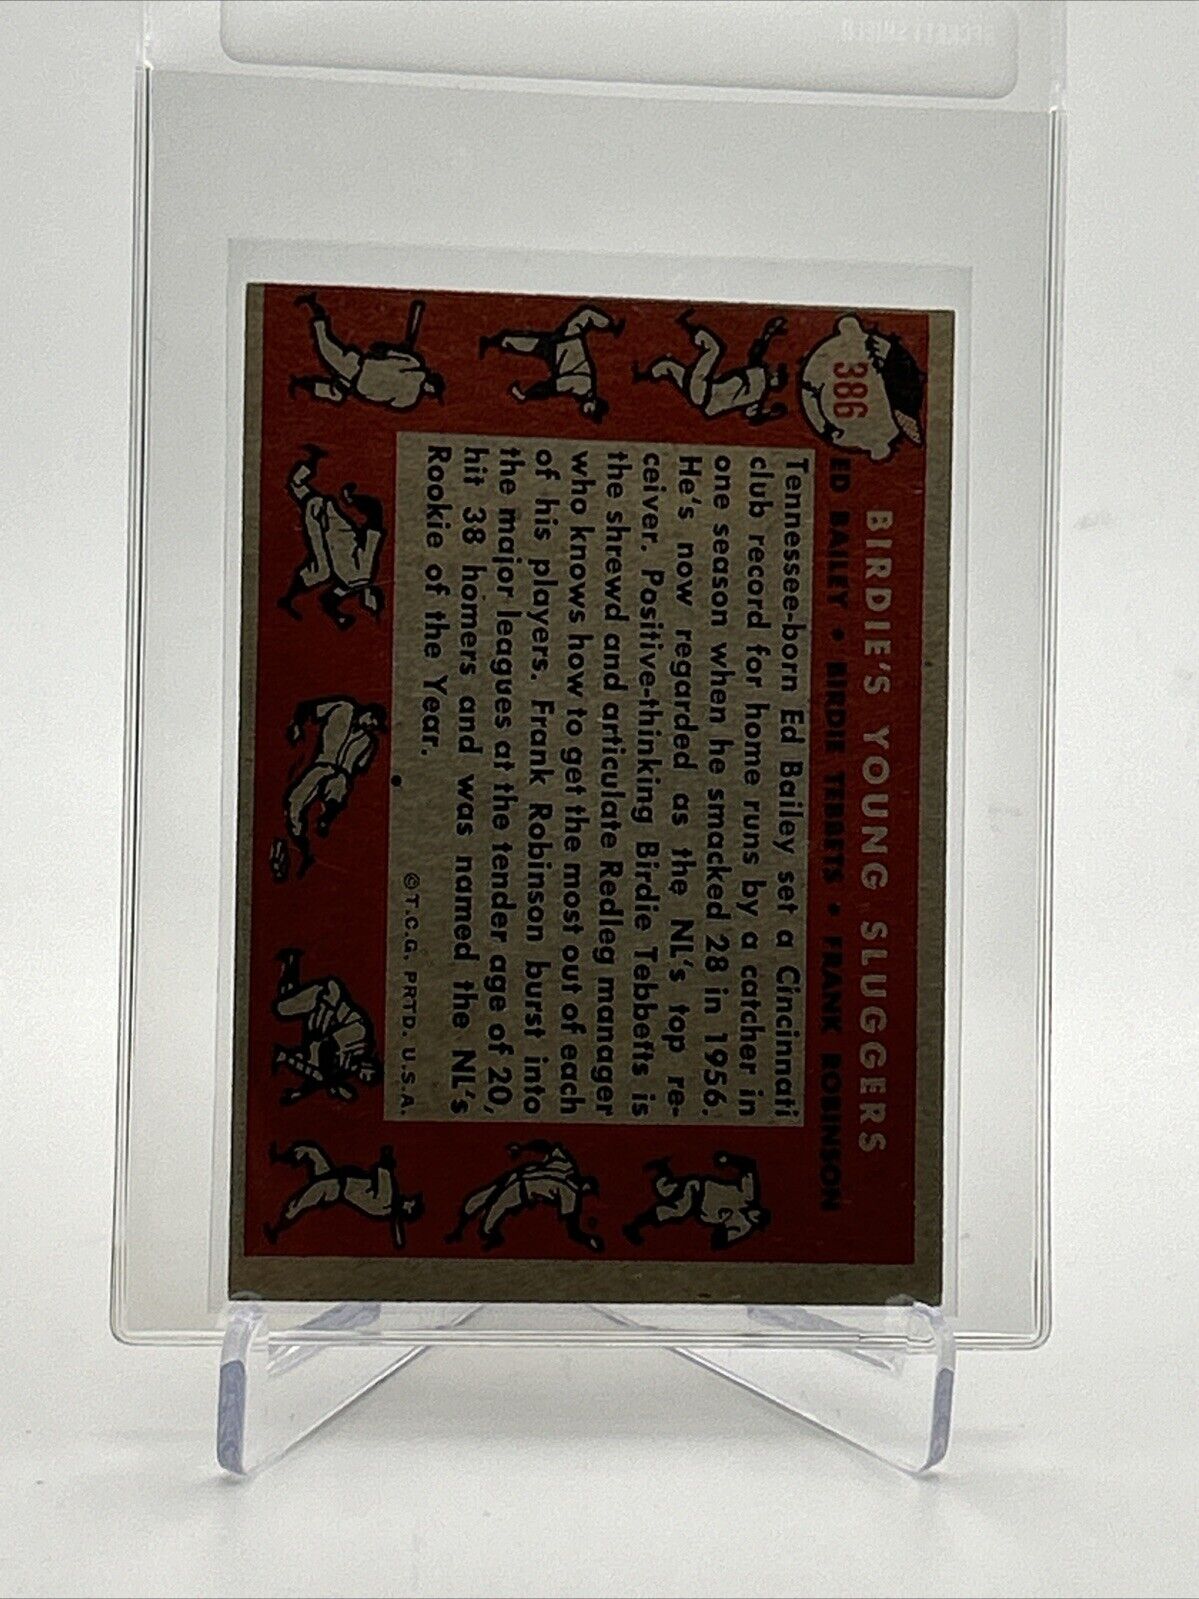 386
BIRDIE'S YOUNG SLUGGERS
ED BAILEY • BIRDIE TEBBETTS • FRANK ROBINSON
Tennessee-born Ed Bailey set a Cincinnati
club record for home runs by a catcher in
one season when he smacked 28 in 1956.
He's now regarded as the NL's top re-
ceiver. Positive-thinking Birdie Tebbetts is
the shrewd and articulate Redleg manager
who knows how to get the most out of each
of his players. Frank Robinson burst into
the major leagues at the tender age of 20,
hit 38 homers and was named the NL's
Rookie of the Year.
©T.C.G. PRTD. U.S.A.